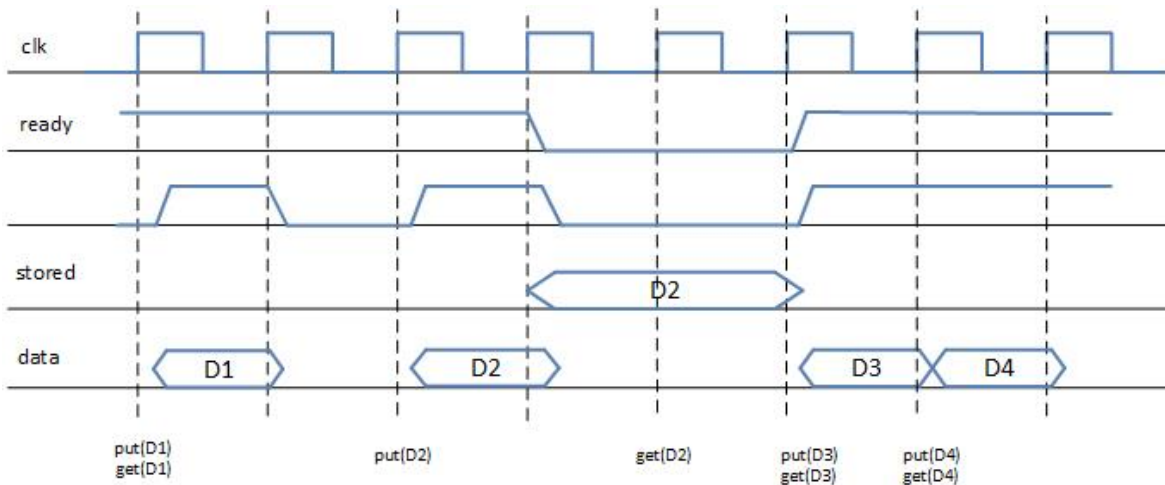 clk
ready
stored
D2
data
D1
D2
D3
D4
put(D1)
get(D1)
put(D2)
get(D2)
put(D3)
get(D3)
put(D4)
get(D4)